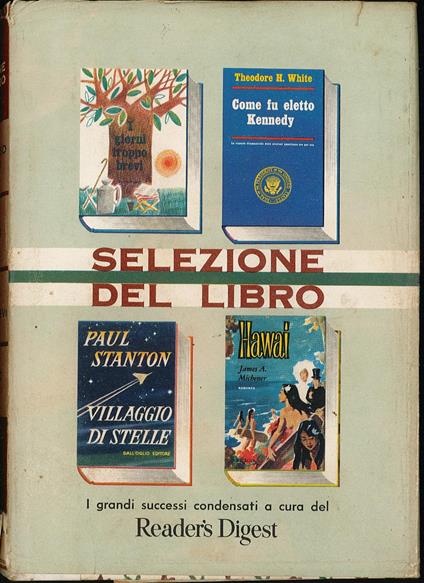 I
giorni
troppo
brevi
Theodore H. White
Come fu eletto
Kennedy
SELEZIONE
DEL LIBRO
PAUL
STANTON
VILLAGGIO
DI STELLE
DALL'OGLIO EDITORE
Hawai
James A.
Michener
ROMANZO
I grandi successi condensati a cura del
Reader's Digest